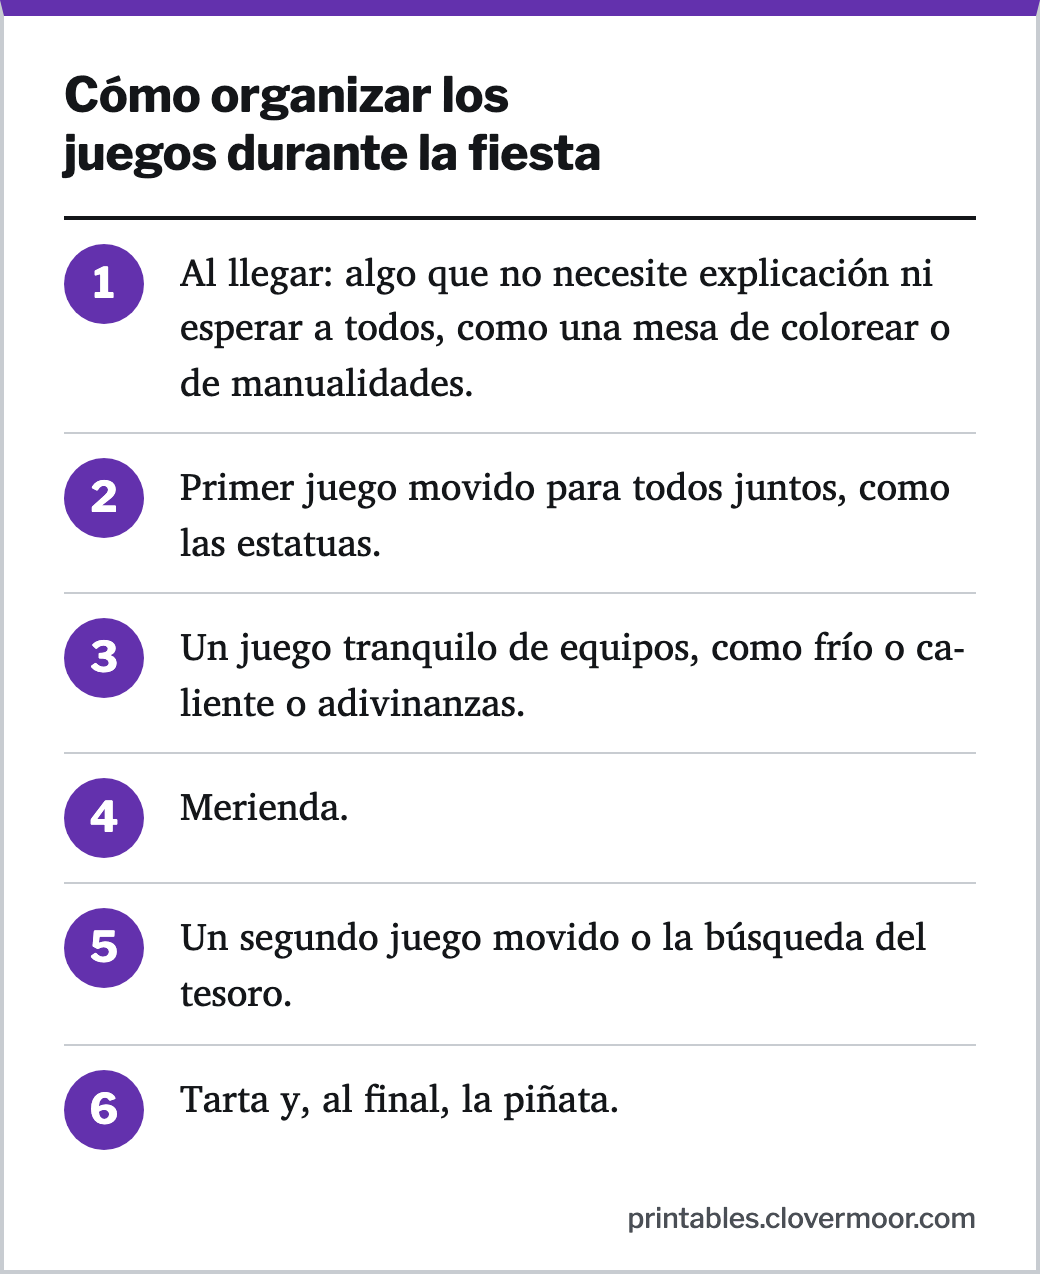 Cómo organizar los
juegos durante la fiesta
1
Al llegar: algo que no necesite explicación ni
esperar a todos, como una mesa de colorear o
de manualidades.
2
Primer juego movido para todos juntos, como
las estatuas.
3
Un juego tranquilo de equipos, como frío o ca-
liente o adivinanzas.
4
Merienda.
5
Un segundo juego movido o la búsqueda del
tesoro.
6
Tarta y, al final, la piñata.
printables.clovermoor.com